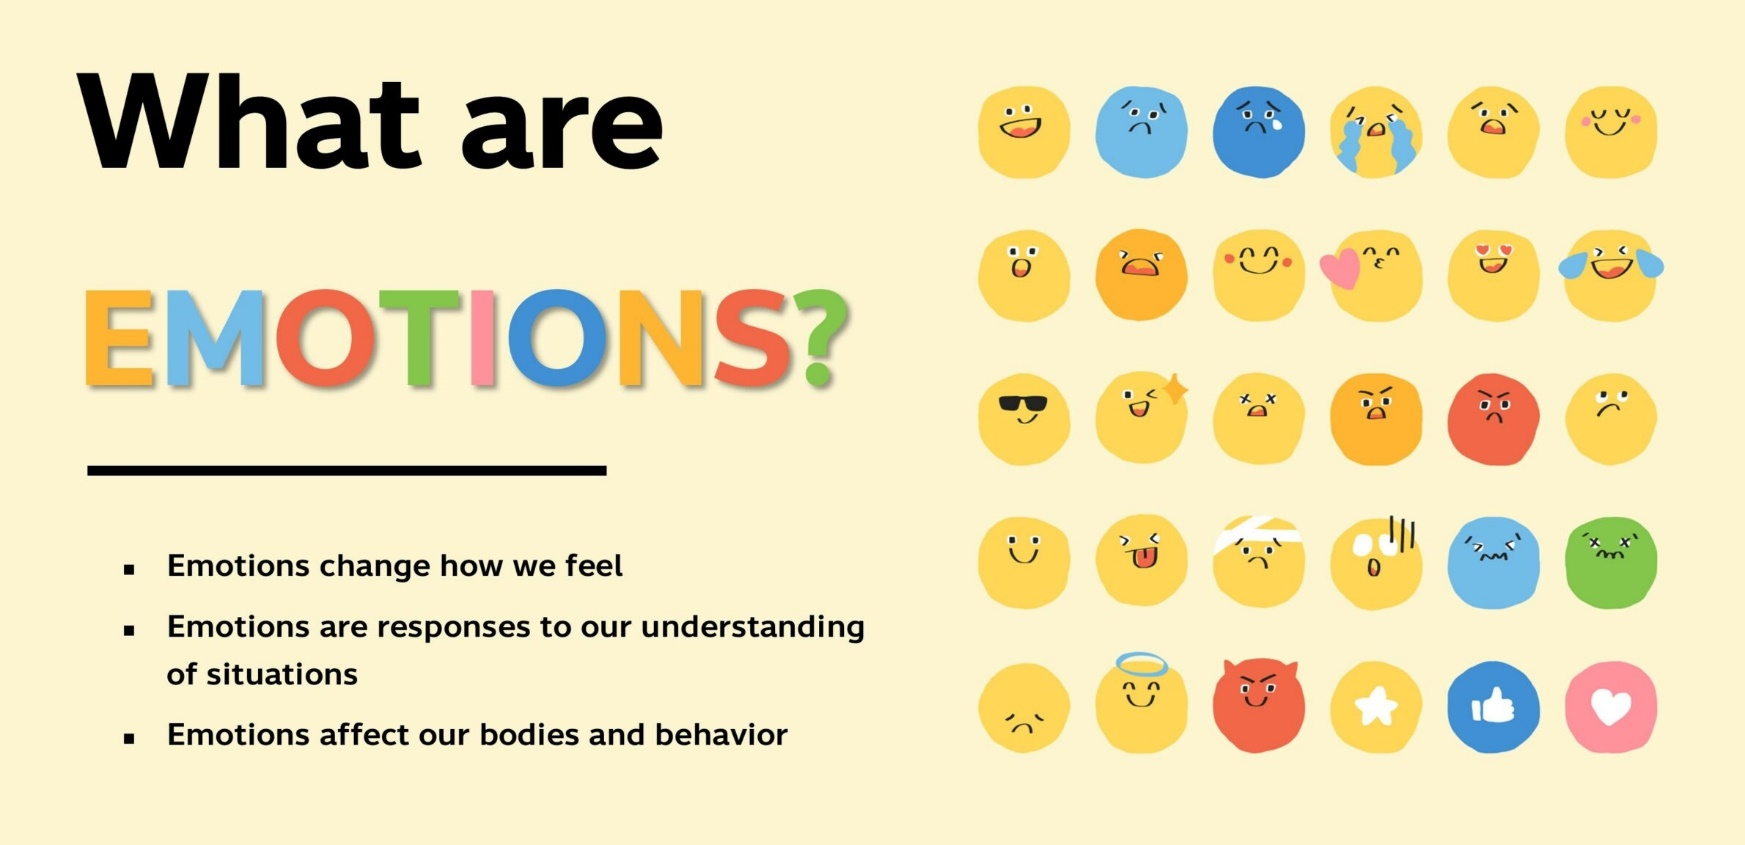 What are
EMOTIONS?
▪ Emotions change how we feel
▪ Emotions are responses to our understanding
of situations
▪ Emotions affect our bodies and behavior